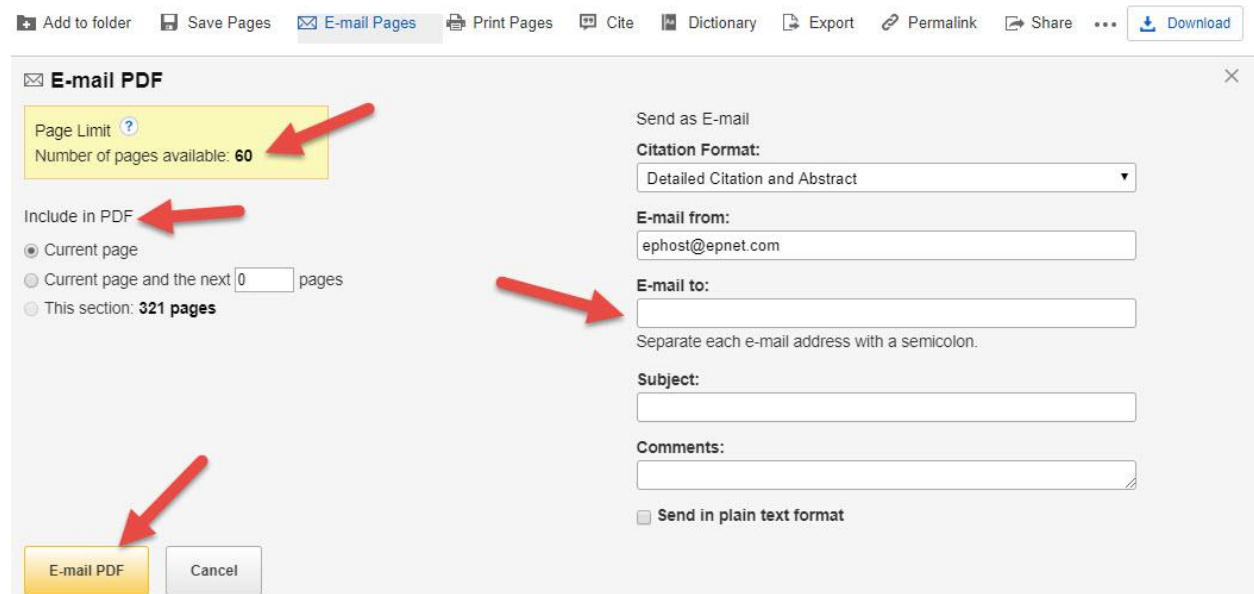 Add to folder Save Pages E-mail Pages Print Pages Cite Dictionary Export Permalink Share ••• Download
E-mail PDF
Page Limit ?
Number of pages available: 60
Include in PDF
Current page
Current page and the next 0 pages
This section: 321 pages
E-mail PDF Cancel
Send as E-mail
Citation Format:
Detailed Citation and Abstract
E-mail from:
ephost@epnet.com
E-mail to:
Separate each e-mail address with a semicolon.
Subject:
Comments:
Send in plain text format